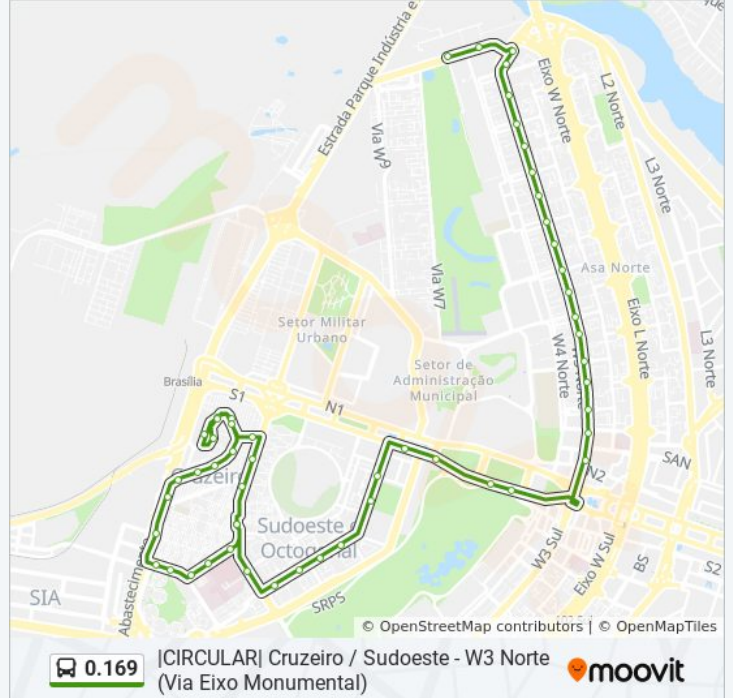 Estrada Parque Indústria e
Eixo W Norte
L2 Norte
Via W9
L3 Norte
Asa Norte
VIa W7
Setor Militar
Urbano
Eixo L Norte
L3 Norte
W4 Norte
Setor de
Administração
Municipal
Brasília
S1
N1
SAN
N2
Cruzeiro
Sudoeste
Octogonal
W3 Sul
Eixo W Sul
BS
S2
Abastecimento
SIA
SRPS
© OpenStreetMap contributors | © OpenMapTiles
0.169
|CIRCULAR| Cruzeiro / Sudoeste - W3 Norte
(Via Eixo Monumental)
moovit